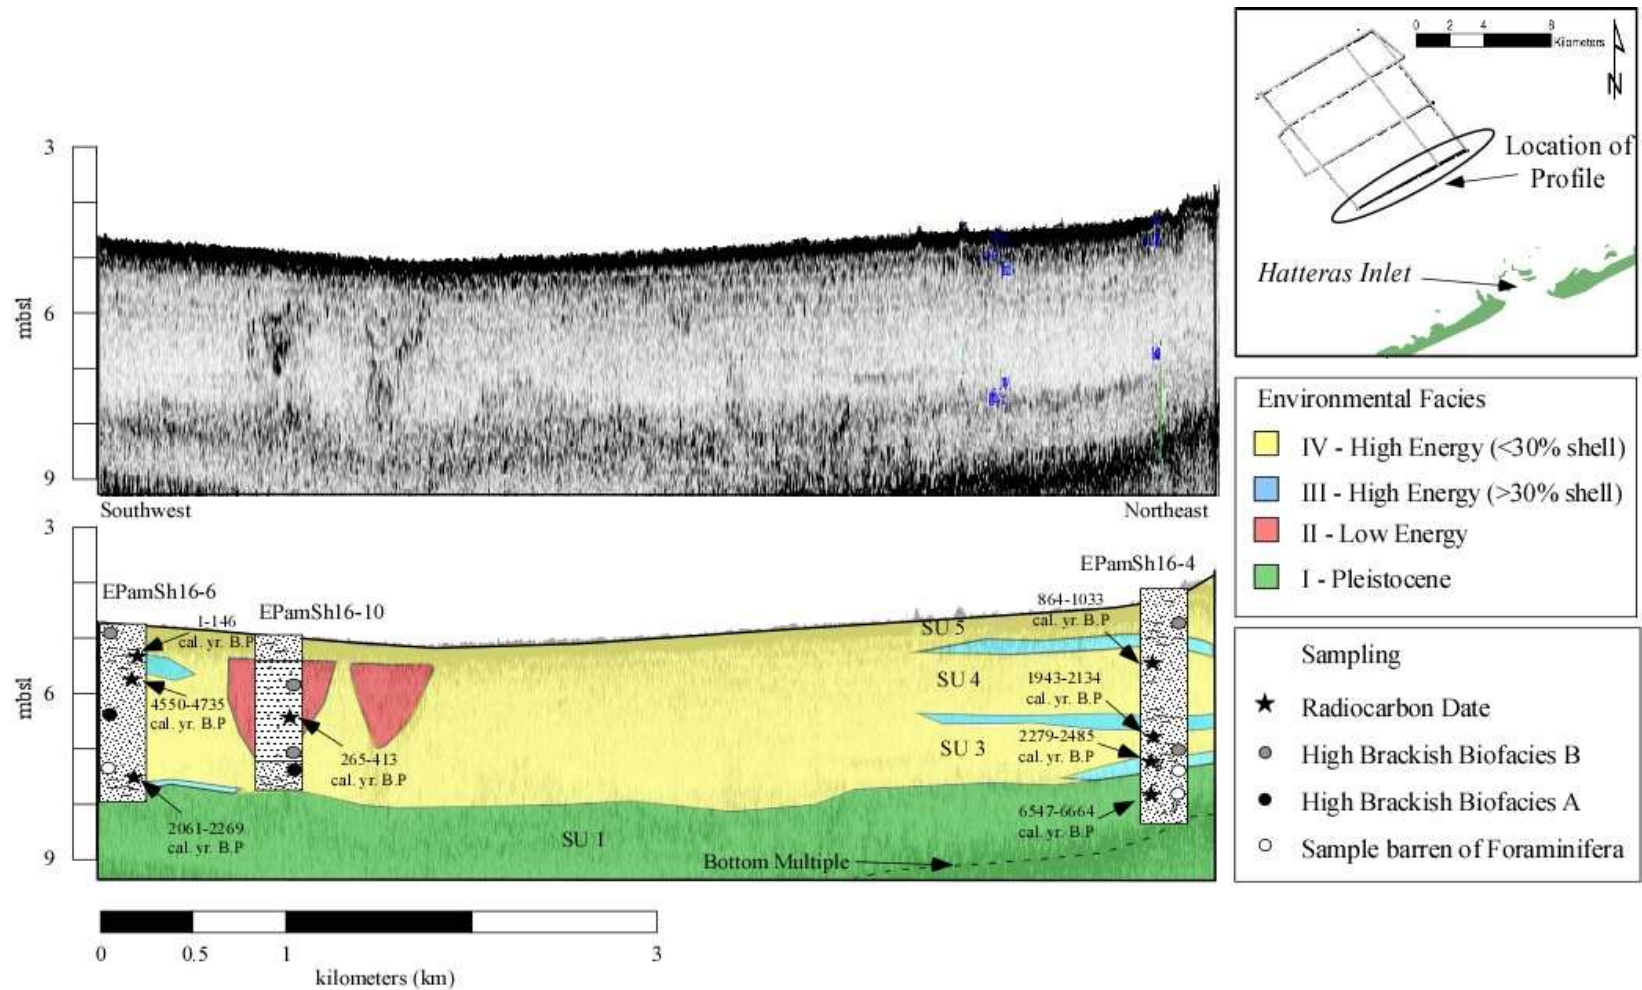 3
6
9
mbsl
Southwest
Northeast
3
6
9
mbsl
EPamSh16-6
1-146
cal. yr. B.P
4550-4735
cal. yr. B.P
2061-2269
cal. yr. B.P
EPamSh16-10
265-413
cal. yr. B.P
EPamSh16-4
864-1033
cal. yr. B.P
SU 5
SU 4
1943-2134
cal. yr. B.P
SU 3
2279-2485
cal. yr. B.P
6547-6664
cal. yr. B.P
SU 1
Bottom Multiple
0 0.5 1 3
kilometers (km)
0 2 4 8
Kilometers
N
Location of
Profile
Hatteras Inlet
Environmental Facies
IV - High Energy (<30% shell)
III - High Energy (>30% shell)
II - Low Energy
I - Pleistocene
Sampling
Radiocarbon Date
High Brackish Biofacies B
High Brackish Biofacies A
Sample barren of Foraminifera